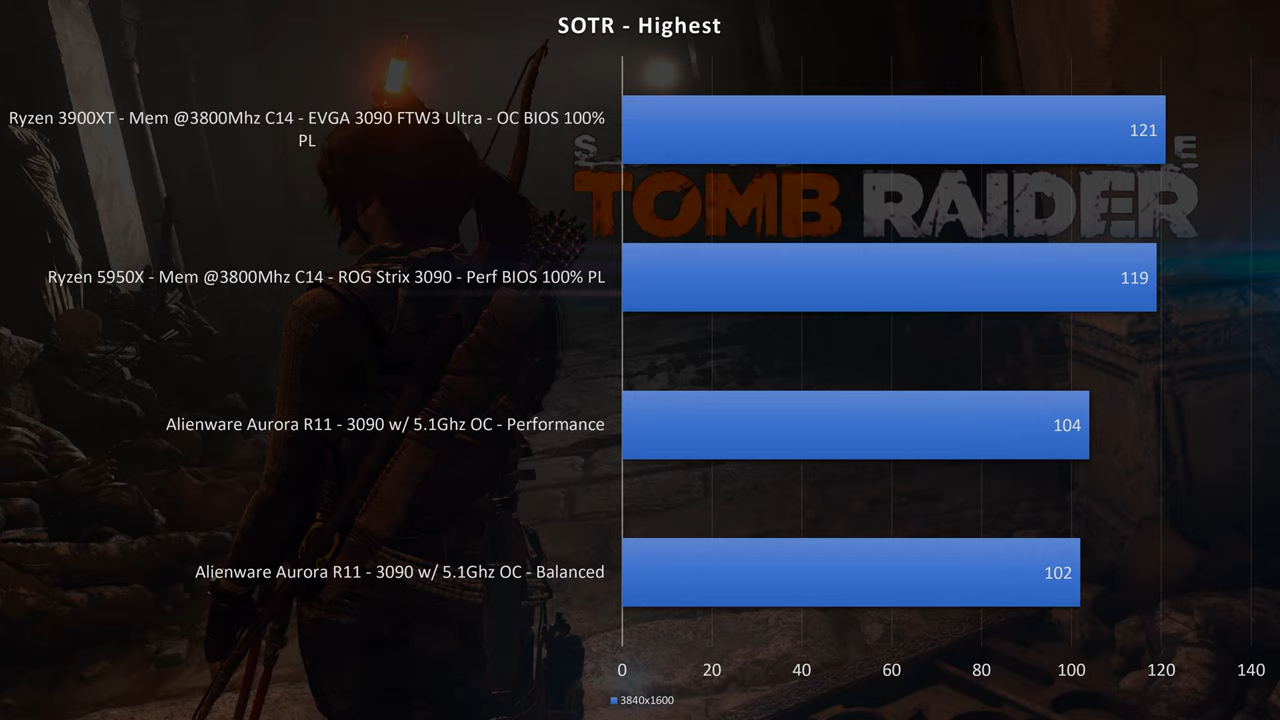 SOTR - Highest
Ryzen 3900XT - Mem @3800Mhz C14 - EVGA 3090 FTW3 Ultra - OC BIOS 100%
PL
121
S E
TOMB RAIDER
Ryzen 5950X - Mem @3800Mhz C14 - ROG Strix 3090 - Perf BIOS 100% PL
119
Alienware Aurora R11 - 3090 w/ 5.1Ghz OC - Performance
104
Alienware Aurora R11 - 3090 w/ 5.1Ghz OC - Balanced
102
0 20 40 60 80 100 120 140
3840x1600